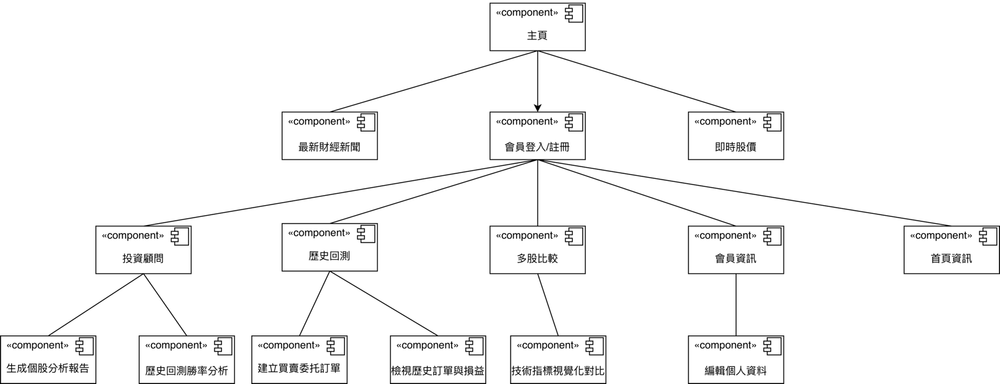 «component»
主頁
«component»
最新財經新聞
«component»
會員登入/註冊
«component»
即時股價
«component»
投資顧問
«component»
歷史回測
«component»
多股比較
«component»
會員資訊
«component»
首頁資訊
«component»
生成個股分析報告
«component»
歷史回測勝率分析
«component»
建立買賣委托訂單
«component»
檢視歷史訂單與損益
«component»
技術指標視覺化對比
«component»
編輯個人資料